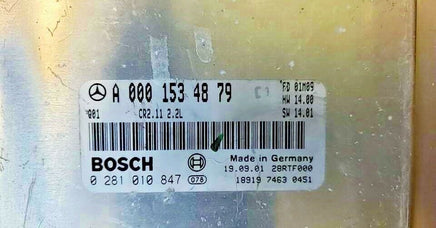 A 000 153 48 79
FD 01M09
HW 14.00
SW 14.01
Q01 CR2.11 2.2L
BOSCH
Made in Germany
19.09.01 28RTF000
0 281 010 847 078
18919 7463 0451